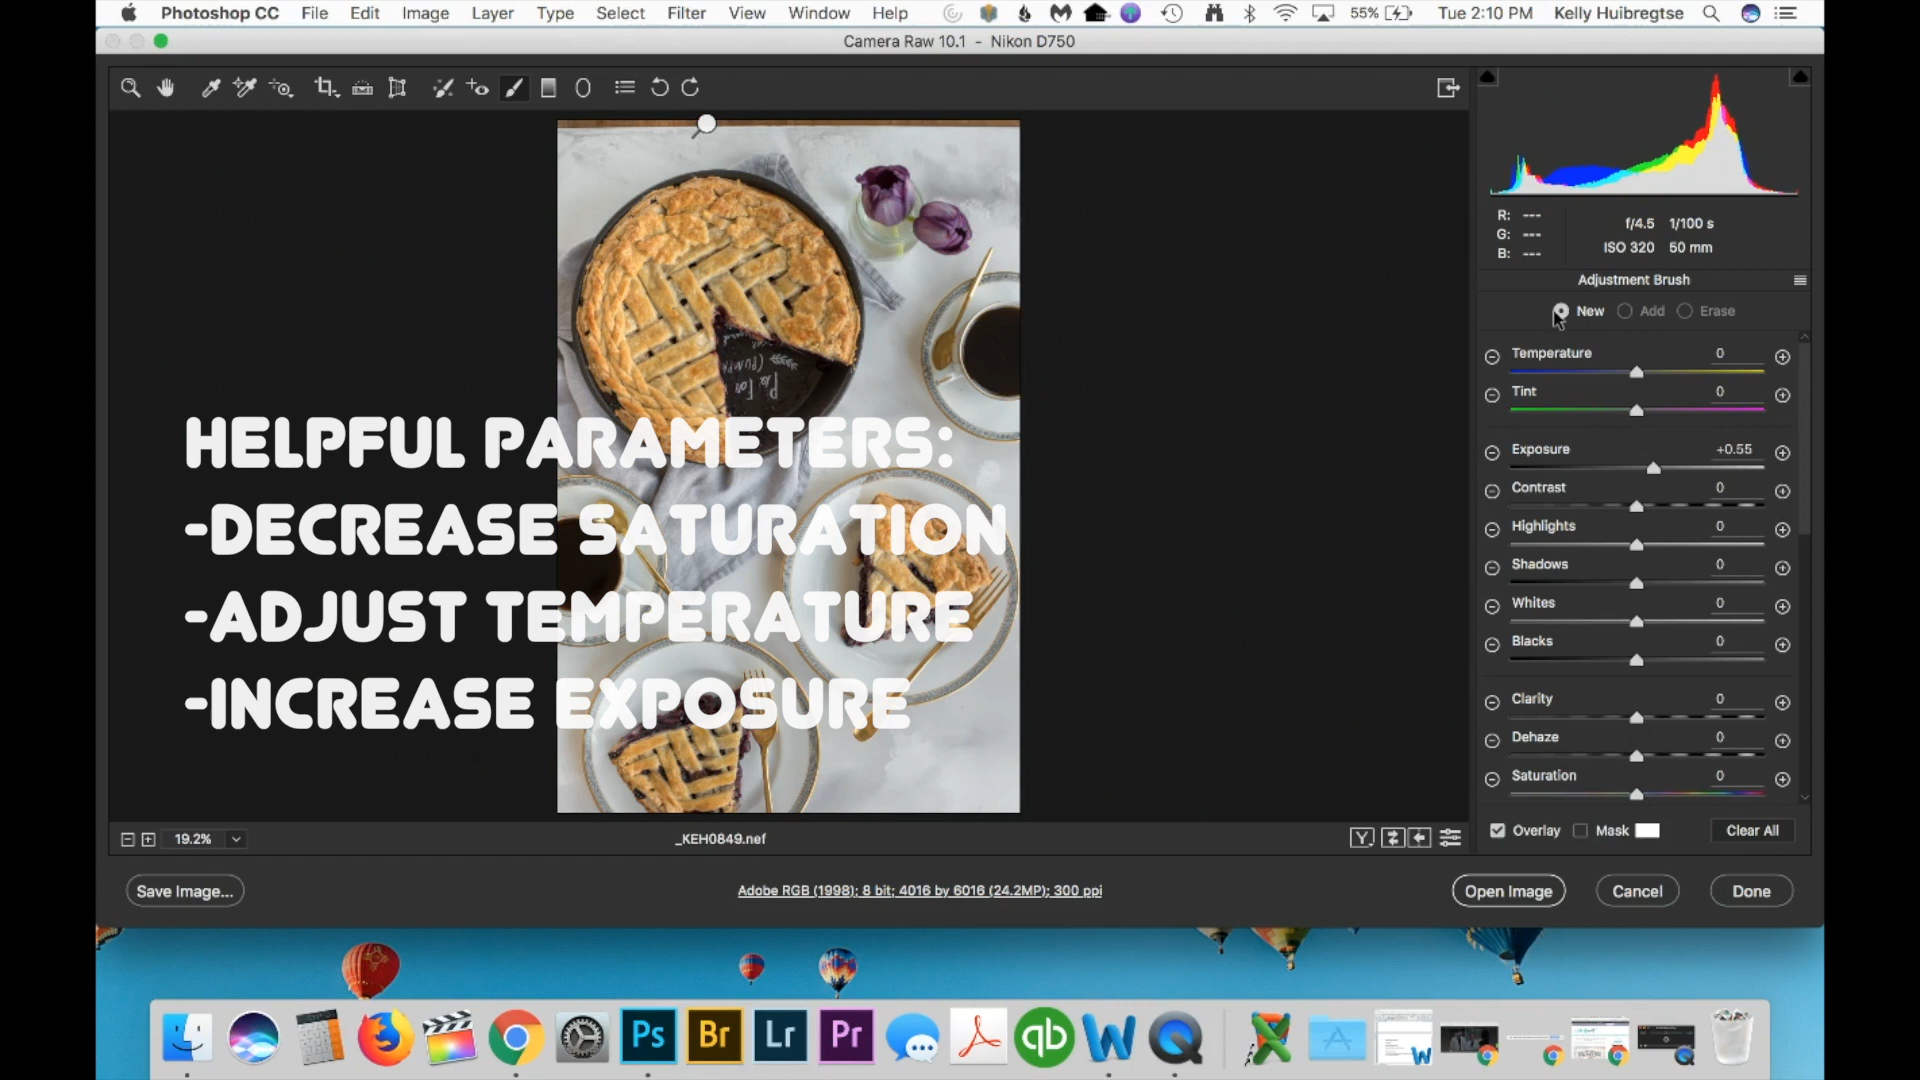 Photoshop CC File Edit Image Layer Type Select Filter View Window Help 55% Tue 2:10 PM Kelly Huibregtse
Camera Raw 10.1 - Nikon D750
R: ---
G: ---
B: ---
f/4.5 1/100 s
ISO 320 50 mm
Adjustment Brush
New Add Erase
Temperature 0
Tint 0
Exposure +0.55
Contrast 0
Highlights 0
Shadows 0
Whites 0
Blacks 0
Clarity 0
Dehaze 0
Saturation 0
HELPFUL PARAMETERS:
-DECREASE SATURATION
-ADJUST TEMPERATURE
-INCREASE EXPOSURE
19.2% _KEH0849.nef Y
Overlay Mask Clear All
Save Image... Adobe RGB (1998); 8 bit; 4016 by 6016 (24.2MP); 300 ppi Open Image Cancel Done
Ps Br Lr Pr qb W